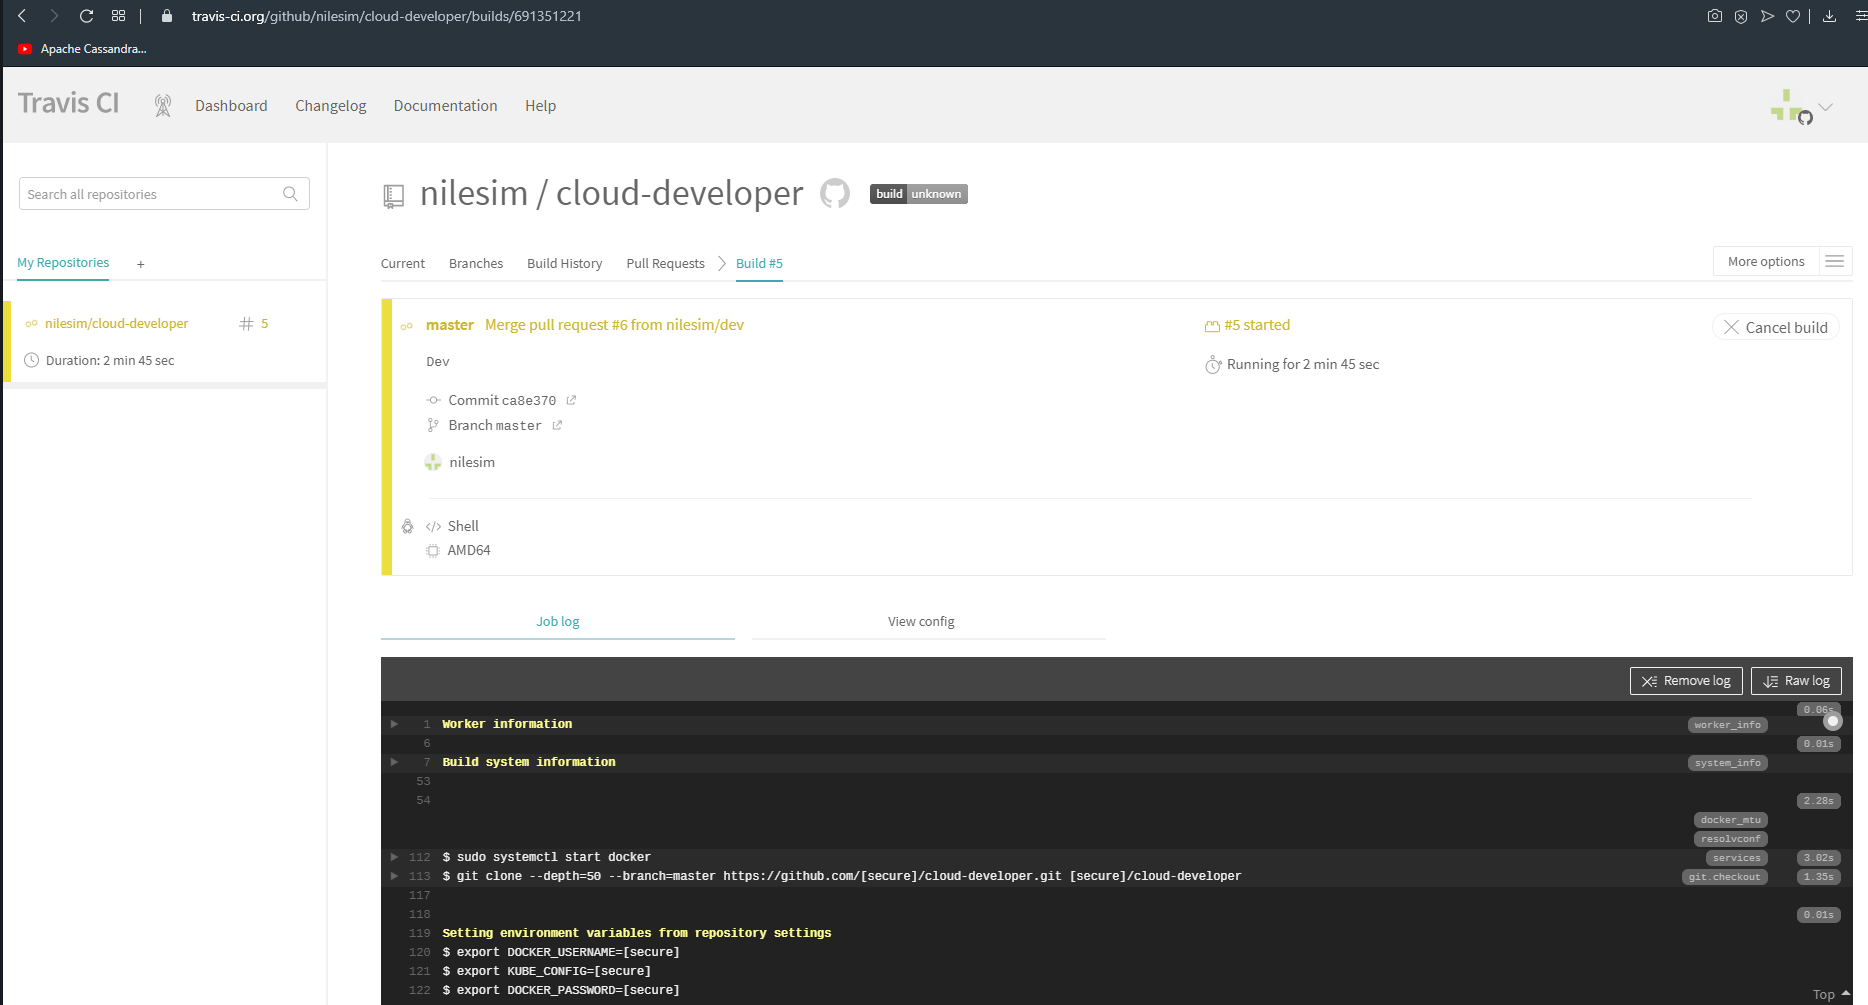 travis-ci.org/github/nilesim/cloud-developer/builds/691351221
Apache Cassandra...
Travis CI Dashboard Changelog Documentation Help
Search all repositories
My Repositories +
nilesim/cloud-developer # 5
Duration: 2 min 45 sec
nilesim / cloud-developer build unknown
Current Branches Build History Pull Requests Build #5 More options
master Merge pull request #6 from nilesim/dev #5 started Cancel build
Dev Running for 2 min 45 sec
Commit ca8e370
Branch master
nilesim
Shell
AMD64
Job log View config
Remove log Raw log
0.06s
1 Worker information worker_info
6 0.01s
7 Build system information system_info
53
54 2.28s
docker_mtu
resolvconf
112 $ sudo systemctl start docker services 3.02s
113 $ git clone --depth=50 --branch=master https://github.com/[secure]/cloud-developer.git [secure]/cloud-developer git.checkout 1.35s
117
118 0.01s
119 Setting environment variables from repository settings
120 $ export DOCKER_USERNAME=[secure]
121 $ export KUBE_CONFIG=[secure]
122 $ export DOCKER_PASSWORD=[secure]
Top